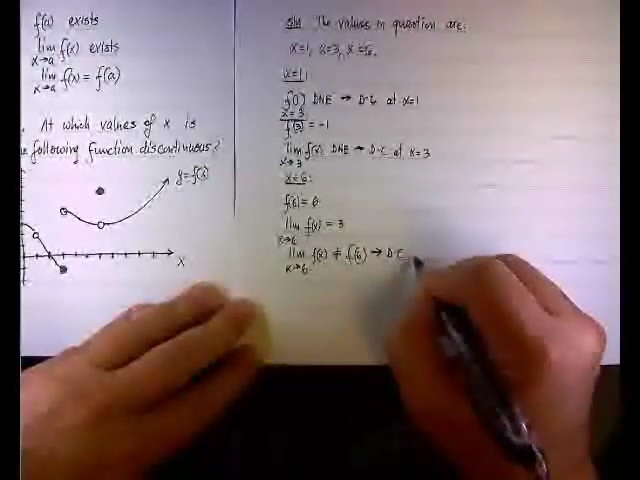 f(a) exists
lim f(x) exists
x→a
lim f(x) = f(a)
x→a
At which values of x is
following function discontinuous?
y=f(x)
x
Sln The values in question are:
x=1, x=3, x=6.
x=1:
f(1) DNE → D-C at x=1
x=3
f(3) = -1
lim f(x) DNE → D-C at x=3
x→3
x=6:
f(6) = 6
lim f(x) = 3
x→6
lim f(x) ≠ f(6) → D-C
x→6